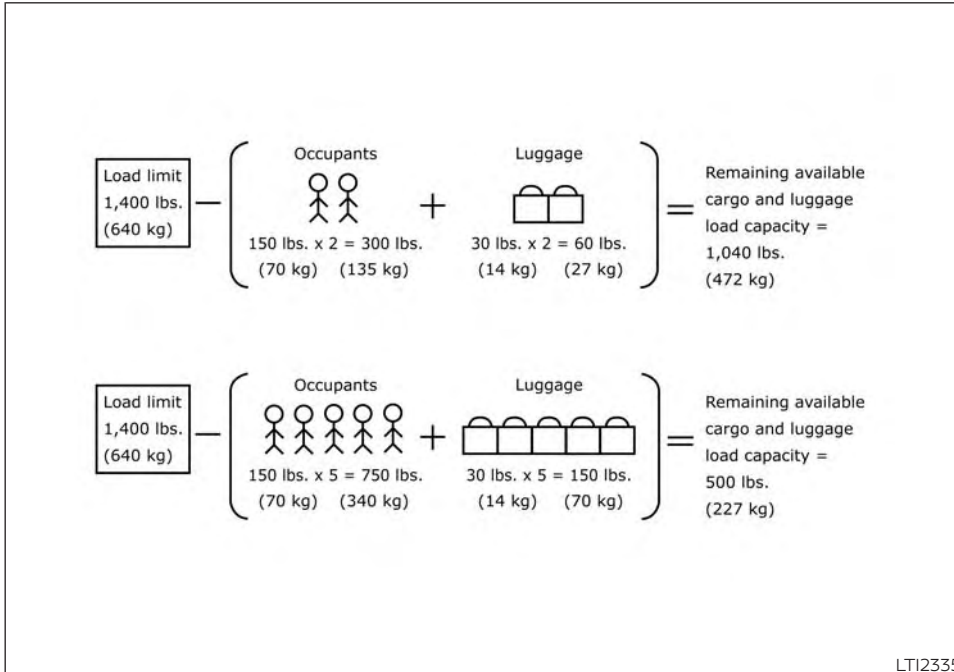 Occupants
Luggage
Load limit
1,400 lbs.
(640 kg)
150 lbs. x 2 = 300 lbs.
(70 kg) (135 kg)
+
30 lbs. x 2 = 60 lbs.
(14 kg) (27 kg)
=
Remaining available
cargo and luggage
load capacity =
1,040 lbs.
(472 kg)
Occupants
Luggage
Load limit
1,400 lbs.
(640 kg)
150 lbs. x 5 = 750 lbs.
(70 kg) (340 kg)
+
30 lbs. x 5 = 150 lbs.
(14 kg) (70 kg)
=
Remaining available
cargo and luggage
load capacity =
500 lbs.
(227 kg)
LTI2335